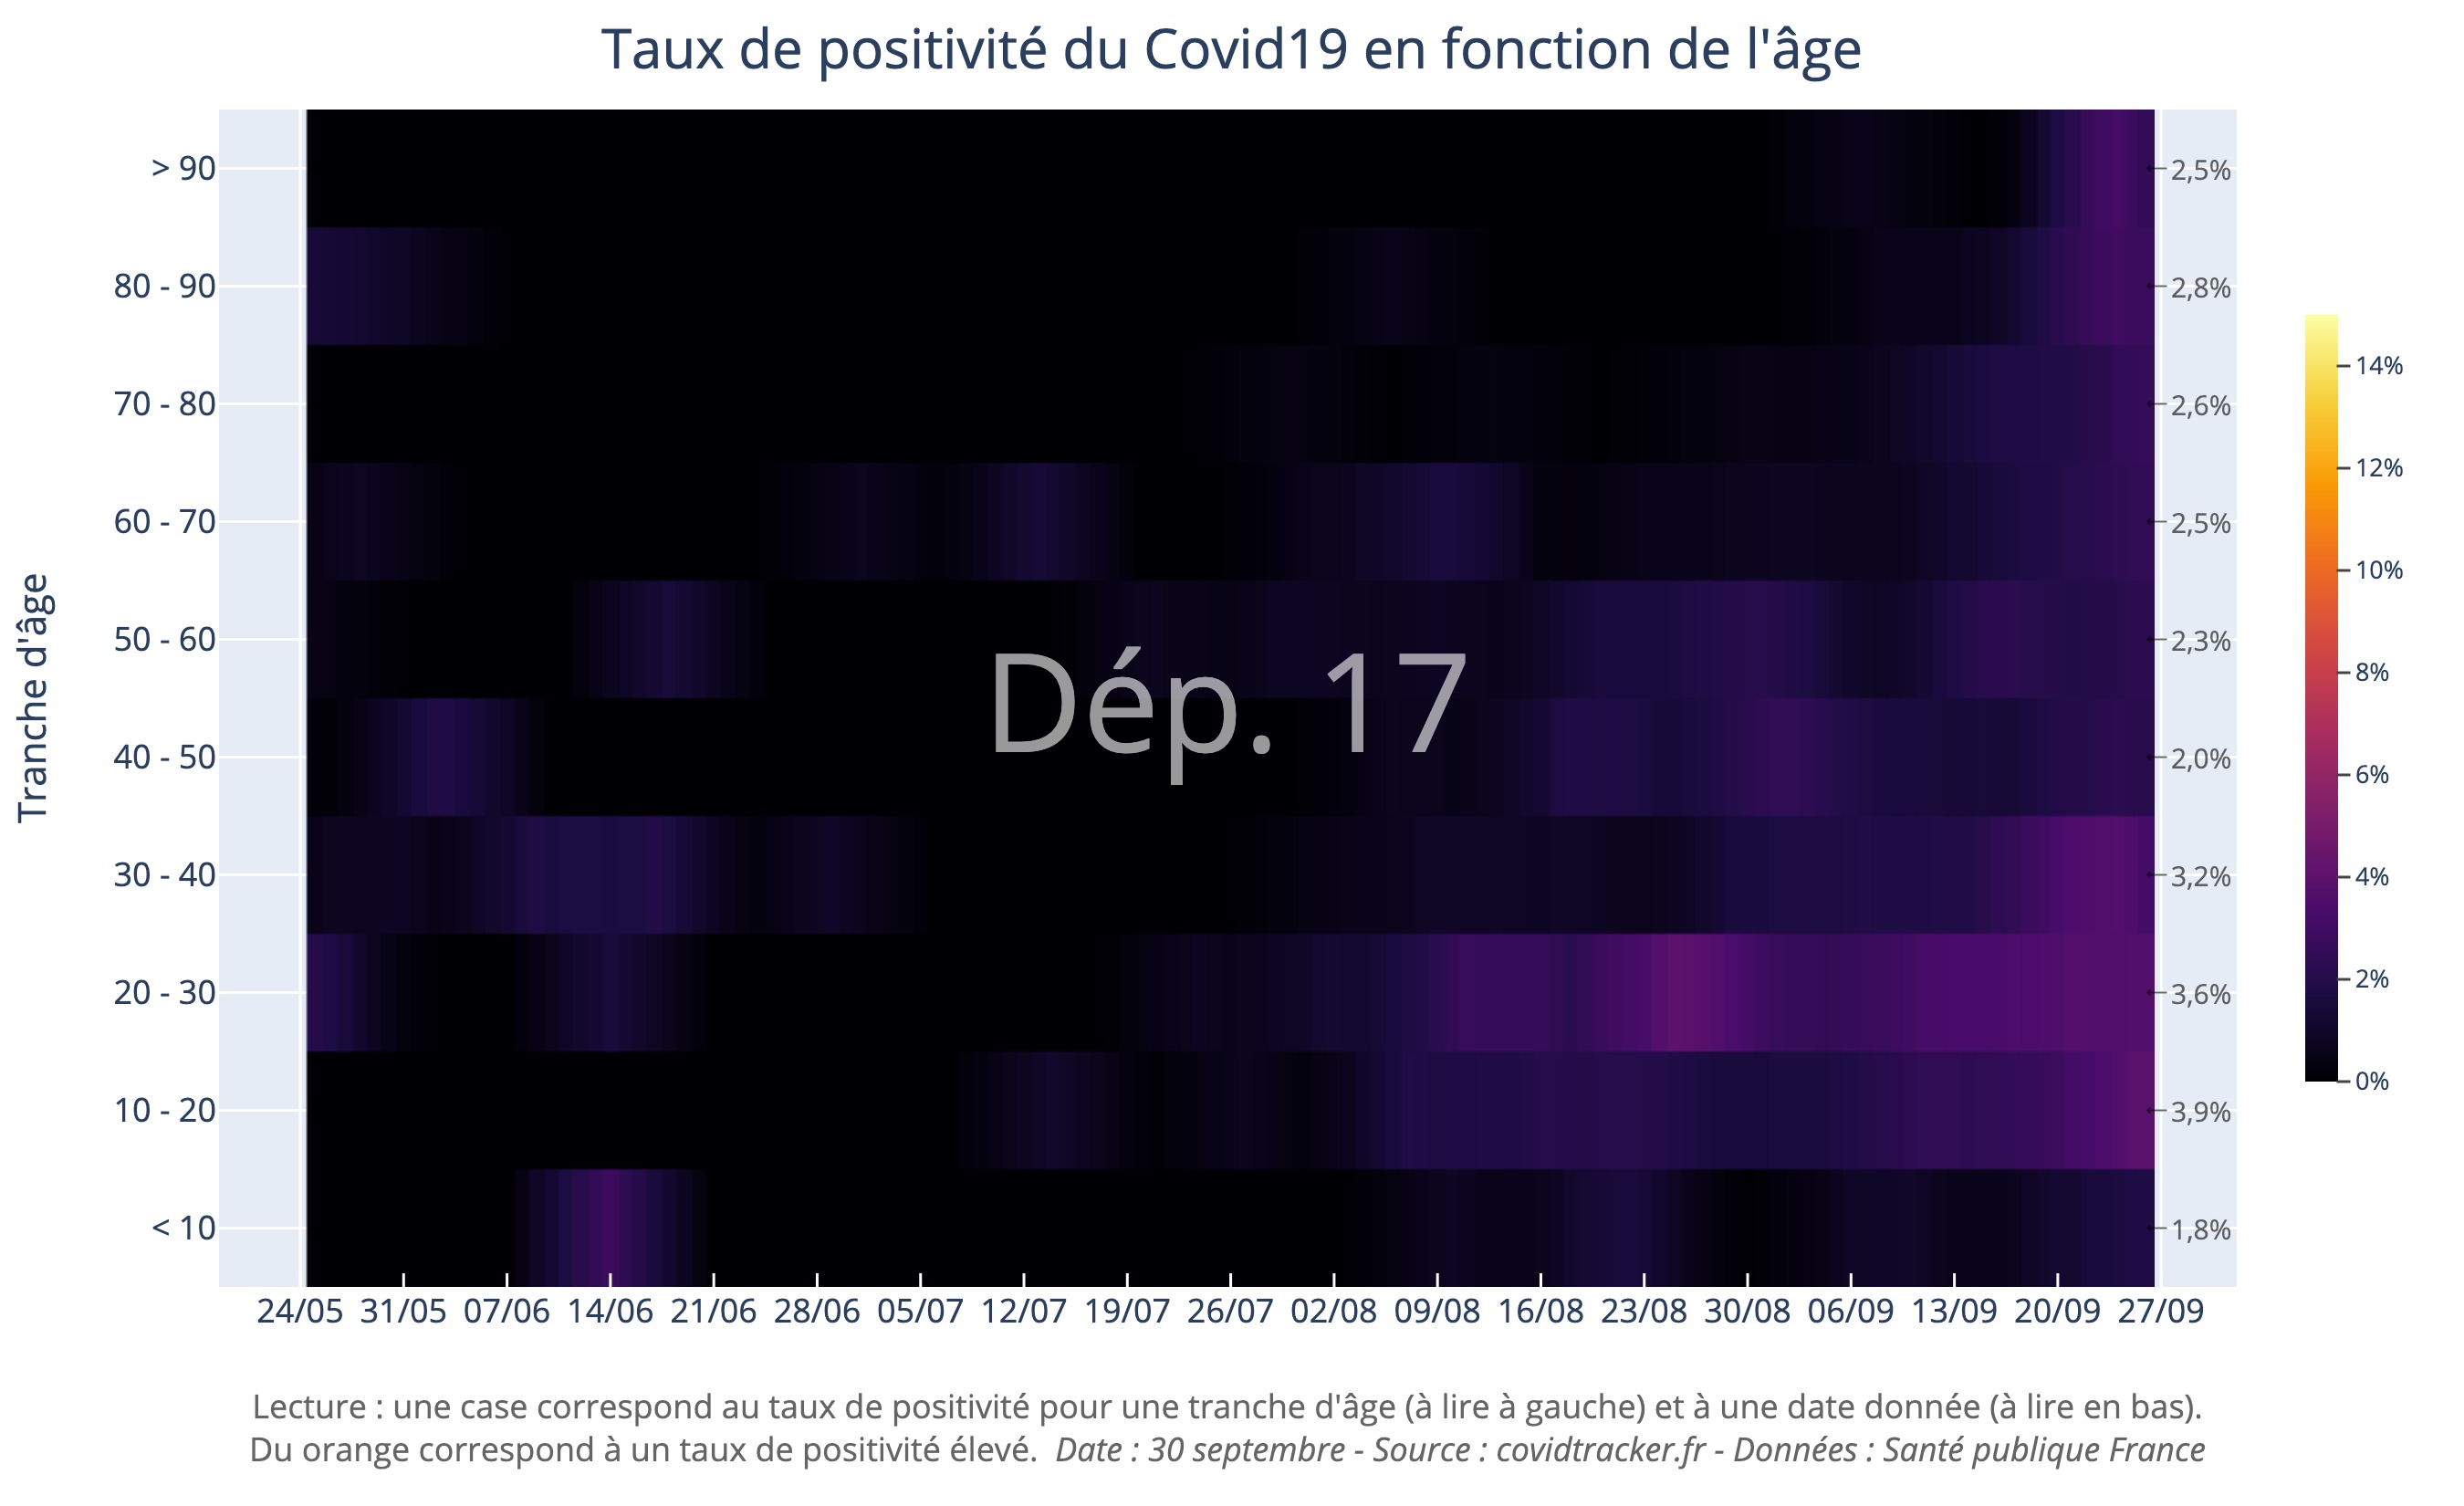 Taux de positivité du Covid19 en fonction de l'âge
Tranche d'âge
> 90
80 - 90
70 - 80
60 - 70
50 - 60
40 - 50
30 - 40
20 - 30
10 - 20
< 10
Dép. 17
2,5%
2,8%
2,6%
2,5%
2,3%
2,0%
3,2%
3,6%
3,9%
1,8%
14%
12%
10%
8%
6%
4%
2%
0%
24/05 31/05 07/06 14/06 21/06 28/06 05/07 12/07 19/07 26/07 02/08 09/08 16/08 23/08 30/08 06/09 13/09 20/09 27/09
Lecture : une case correspond au taux de positivité pour une tranche d'âge (à lire à gauche) et à une date donnée (à lire en bas).
Du orange correspond à un taux de positivité élevé. Date : 30 septembre - Source : covidtracker.fr - Données : Santé publique France